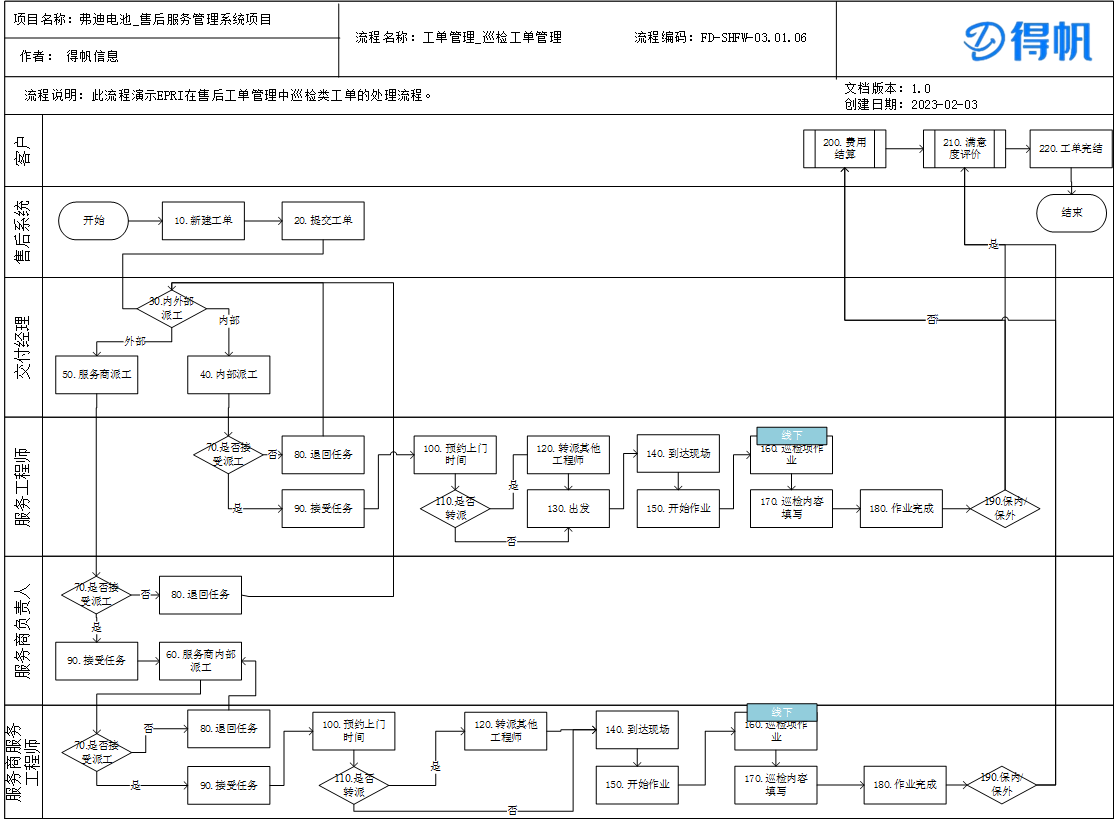 项目名称：弗迪电池_售后服务管理系统项目
作者： 得帆信息
流程名称：工单管理_巡检工单管理
流程编码：FD-SHFW-03.01.06
得帆
流程说明：此流程演示EPRI在售后工单管理中巡检类工单的处理流程。
文档版本：1.0
创建日期：2023-02-03
客户
200.费用
结算
210.满意
度评价
220.工单完结
售后系统
开始
10.新建工单
20.提交工单
结束
是
交付经理
30.内外部
派工
内部
否
外部
50.服务商派工
40.内部派工
服务工程师
70.是否接
受派工
否
80.退回任务
是
90.接受任务
100.预约上门
时间
110.是否
转派
是
否
120.转派其他
工程师
130.出发
140.到达现场
150.开始作业
线下
160.巡检项作
业
170.巡检内容
填写
180.作业完成
190.保内/
保外
服务商负责人
70.是否接
受派工
否
80.退回任务
是
90.接受任务
60.服务商内部
派工
服务商服务
工程师
70.是否接
受派工
否
80.退回任务
是
90.接受任务
100.预约上门
时间
110.是否
转派
是
否
120.转派其他
工程师
140.到达现场
150.开始作业
线下
160.巡检项作
业
170.巡检内容
填写
180.作业完成
190.保内/
保外